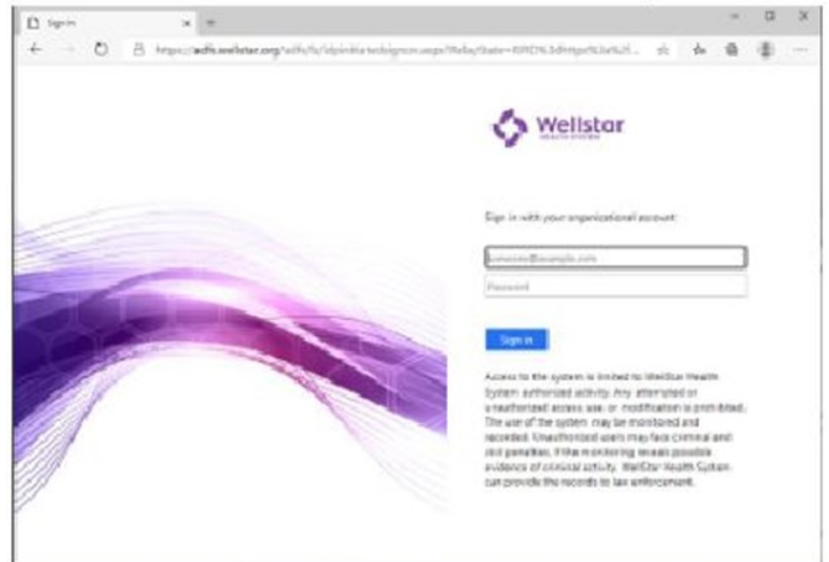 Sign in
https://adfs.wellstar.org/adfs/ls/idpinitiatedsignon.aspx?RelayState=
Wellstar
HEALTH SYSTEM
Sign in with your organizational account
someone@example.com
Password
Sign in
Access to the system is limited to WellStar Health
System authorized activity. Any attempted or
unauthorized access, use, or modification is prohibited.
The use of the system may be monitored and
recorded. Unauthorized users may face criminal and
civil penalties. If the monitoring reveals possible
evidence of criminal activity, WellStar Health System
can provide the records to law enforcement.